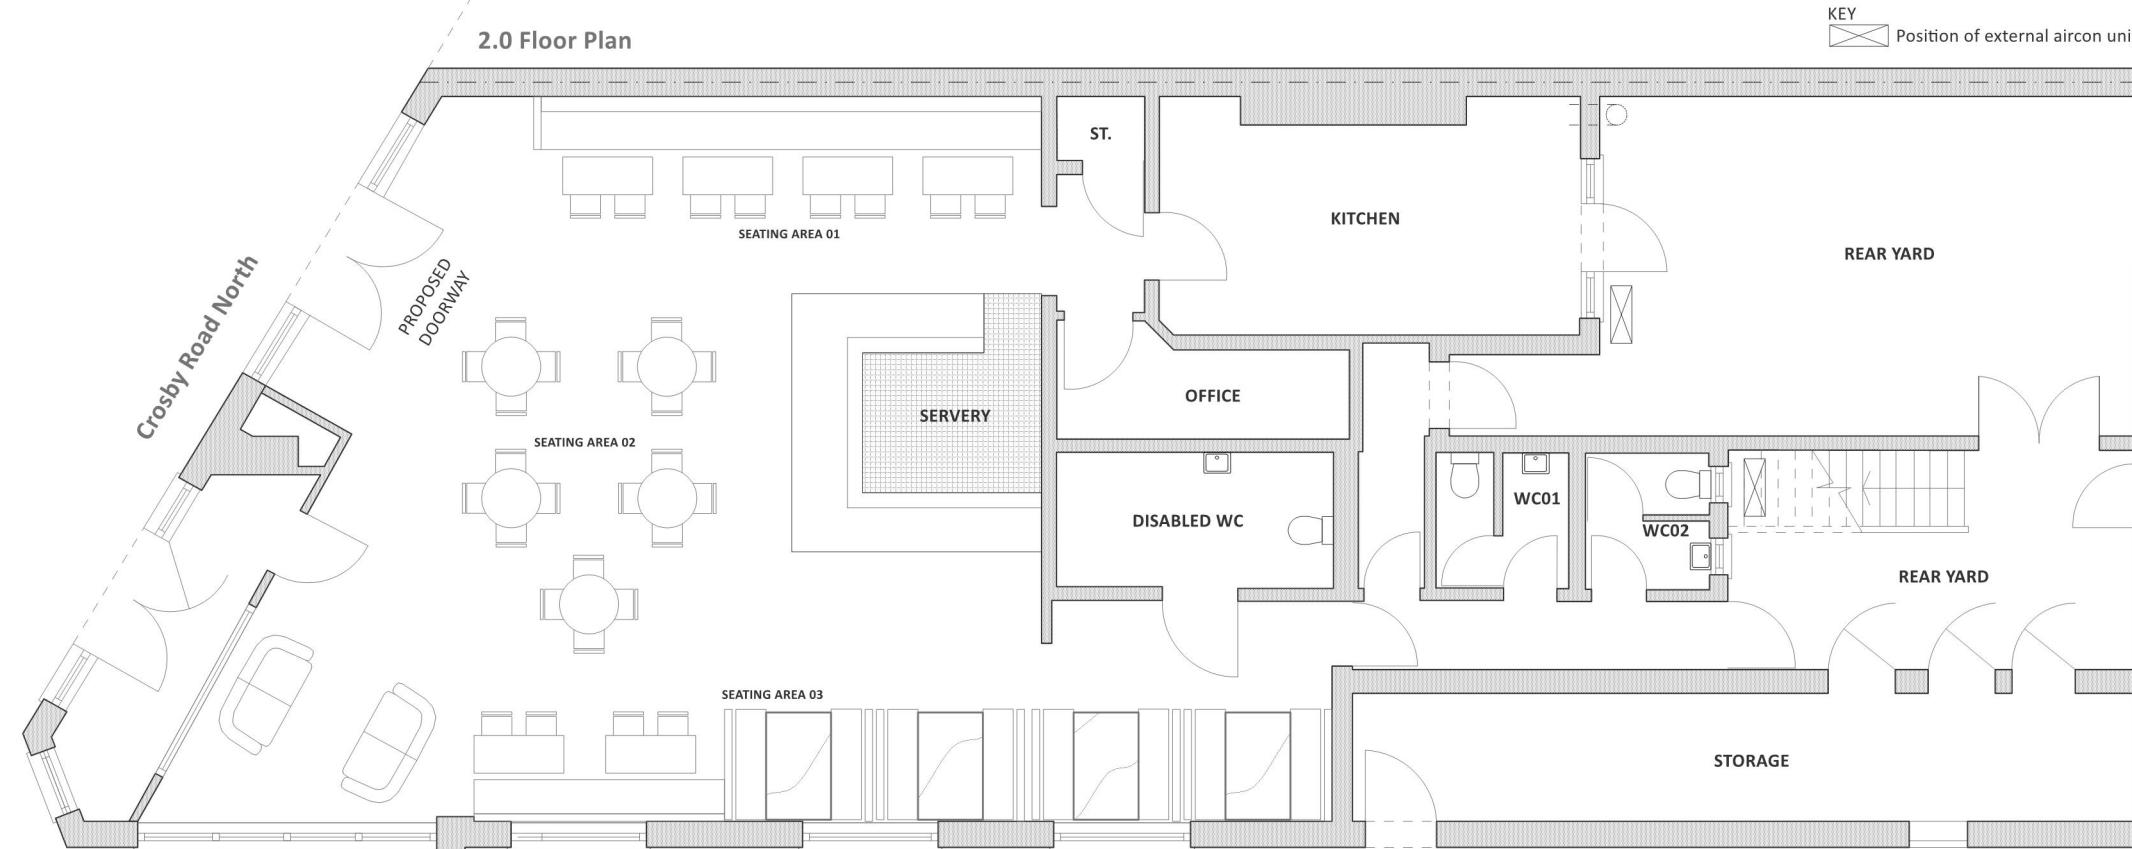 2.0 Floor Plan
KEY
Position of external aircon uni
ST.
KITCHEN
SEATING AREA 01
REAR YARD
Crosby Road North
PROPOSED
DOORWAY
OFFICE
SERVERY
SEATING AREA 02
WC01
DISABLED WC
WC02
REAR YARD
SEATING AREA 03
STORAGE